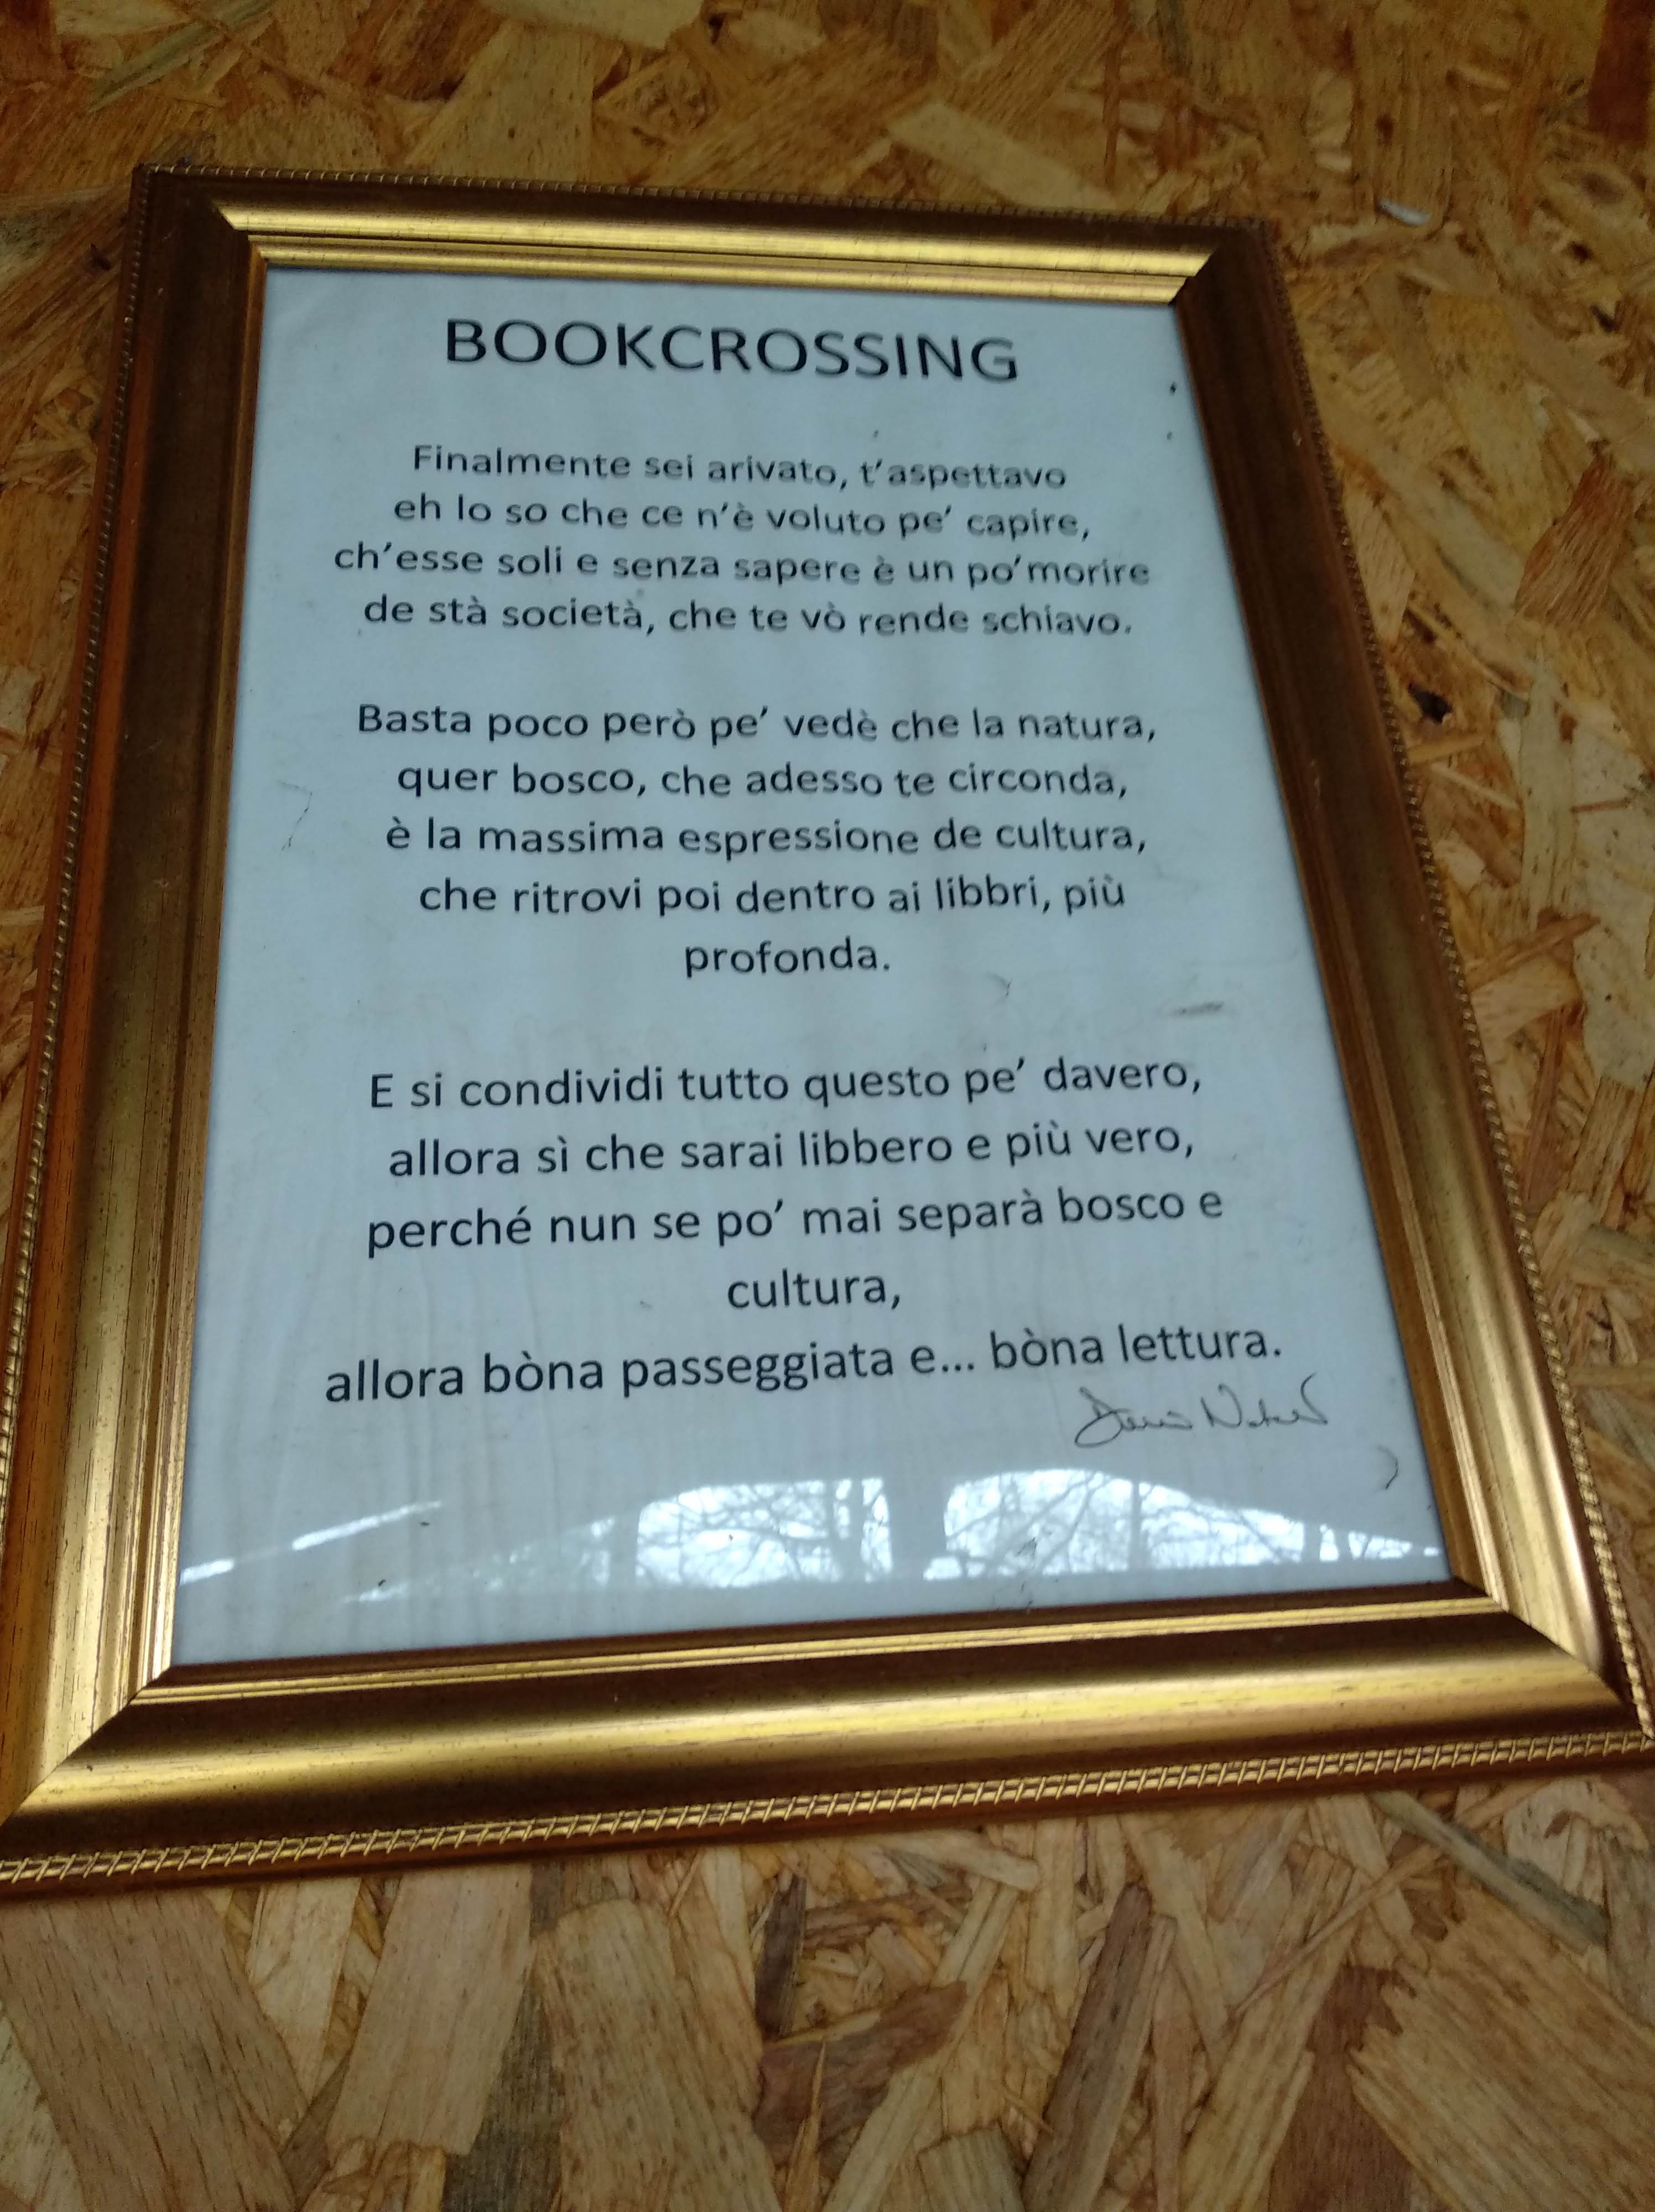 BOOKCROSSING
Finalmente sei arivato, t'aspettavo
eh lo so che ce n'è voluto pe' capire,
ch'esse soli e senza sapere è un po'morire
de stà società, che te vò rende schiavo.
Basta poco però pe' vedè che la natura,
quer bosco, che adesso te circonda,
è la massima espressione de cultura,
che ritrovi poi dentro ai libbri, più
profonda.
E si condividi tutto questo pe' davero,
allora sì che sarai libbero e più vero,
perché nun se po' mai separà bosco e
cultura,
allora bòna passeggiata e... bòna lettura.